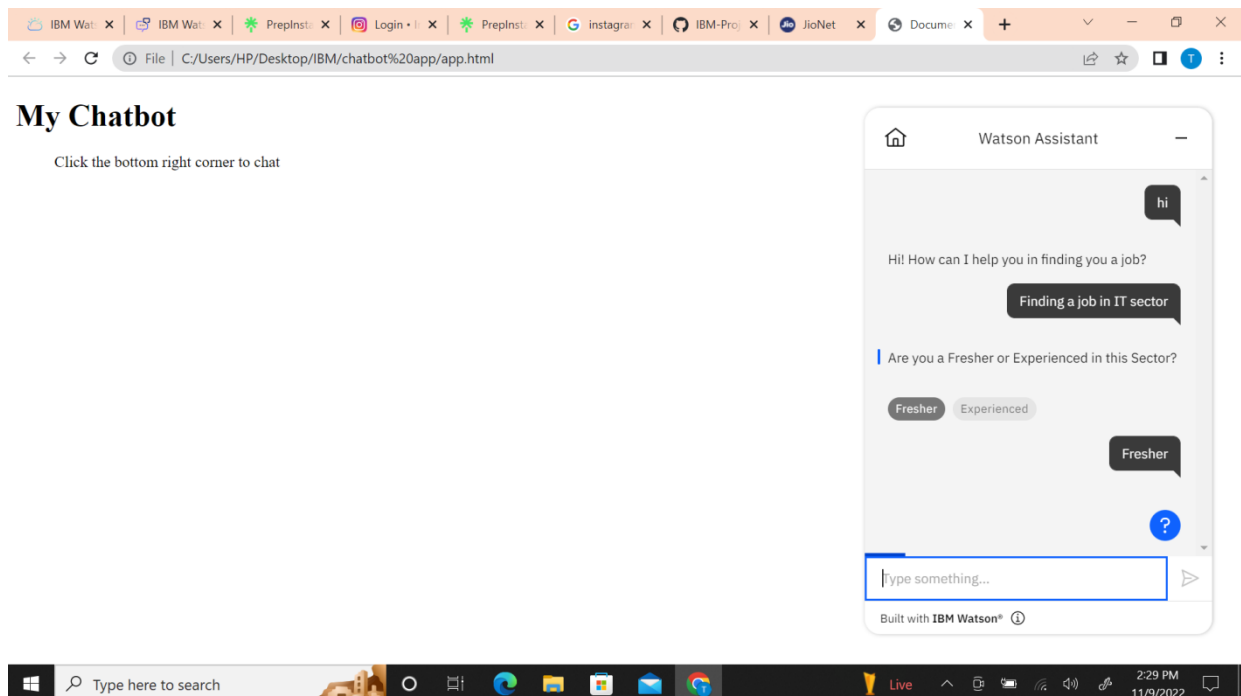 IBM Wat
IBM Wat
PrepInsta
Login • I
PrepInsta
instagra
IBM-Proj
JioNet
Docume
File | C:/Users/HP/Desktop/IBM/chatbot%20app/app.html
T
My Chatbot
Click the bottom right corner to chat
Watson Assistant
hi
Hi! How can I help you in finding you a job?
Finding a job in IT sector
Are you a Fresher or Experienced in this Sector?
Fresher Experienced
Fresher
?
Type something...
Built with IBM Watson®
Type here to search
Live
2:29 PM
11/9/2022